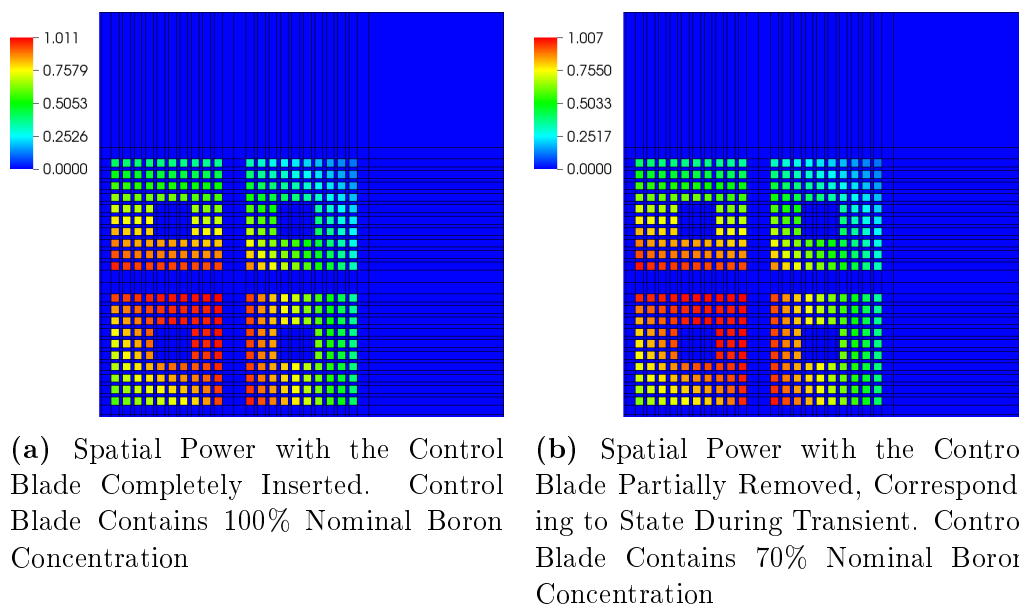 1.011
0.7579
0.5053
0.2526
0.0000
1.007
0.7550
0.5033
0.2517
0.0000
(a) Spatial Power with the Control
Blade Completely Inserted. Control
Blade Contains 100% Nominal Boron
Concentration
(b) Spatial Power with the Contro
Blade Partially Removed, Correspond
ing to State During Transient. Contro
Blade Contains 70% Nominal Boron
Concentration